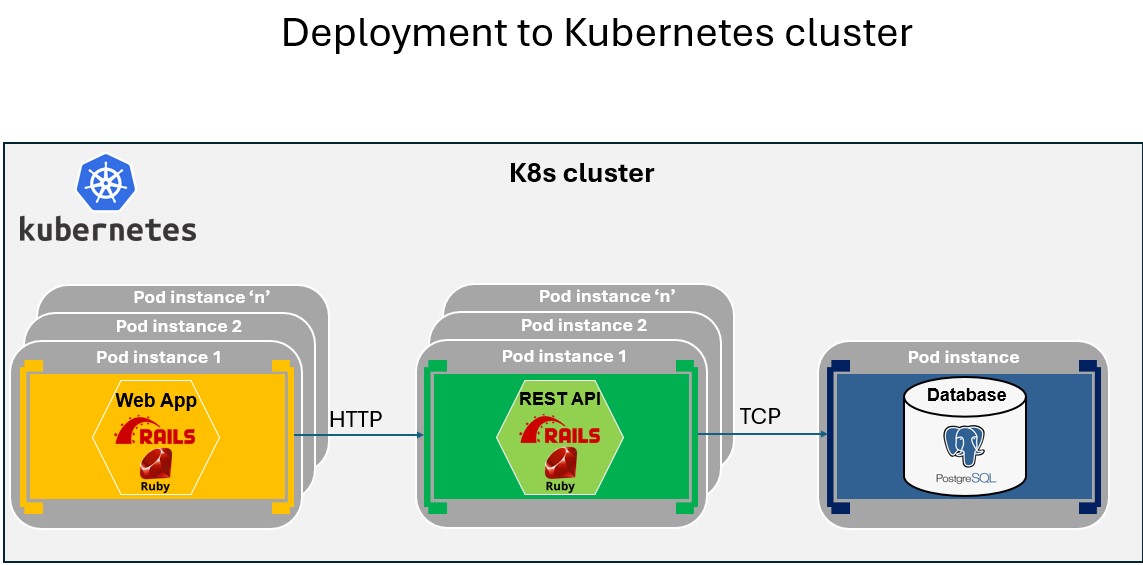 Deployment to Kubernetes cluster
K8s cluster
kubernetes
Pod instance ‘n’
Pod instance 2
Pod instance 1
Web App
RAILS
Ruby
HTTP
Pod instance ‘n’
Pod instance 2
Pod instance 1
REST API
RAILS
Ruby
TCP
Pod instance
Database
PostgreSQL